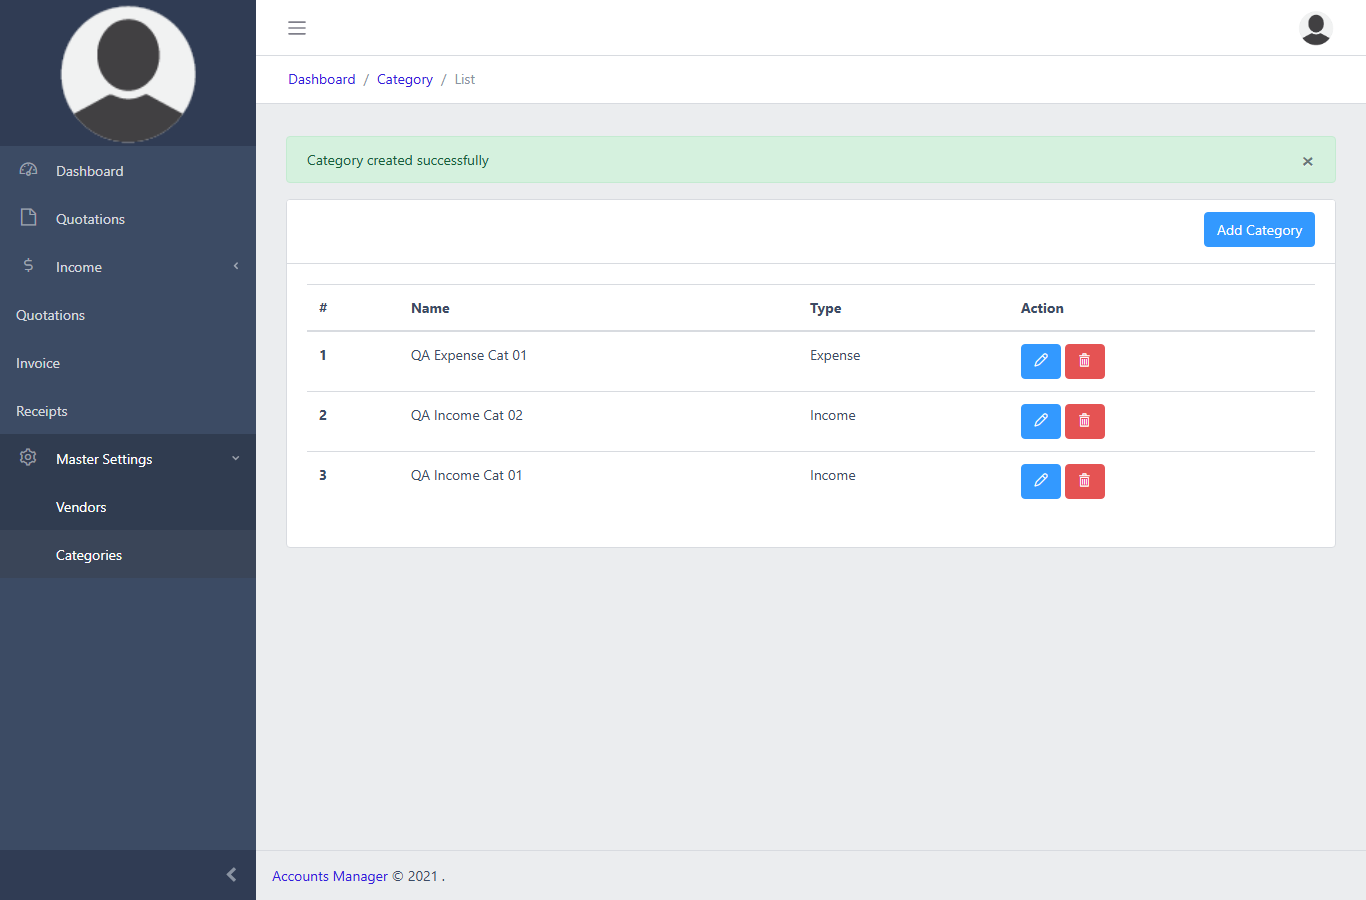 Dashboard
Quotations
Income
Quotations
Invoice
Receipts
Master Settings
Vendors
Categories
Dashboard / Category / List
Category created successfully ×
Add Category
# Name Type Action
1 QA Expense Cat 01 Expense
2 QA Income Cat 02 Income
3 QA Income Cat 01 Income
Accounts Manager © 2021 .